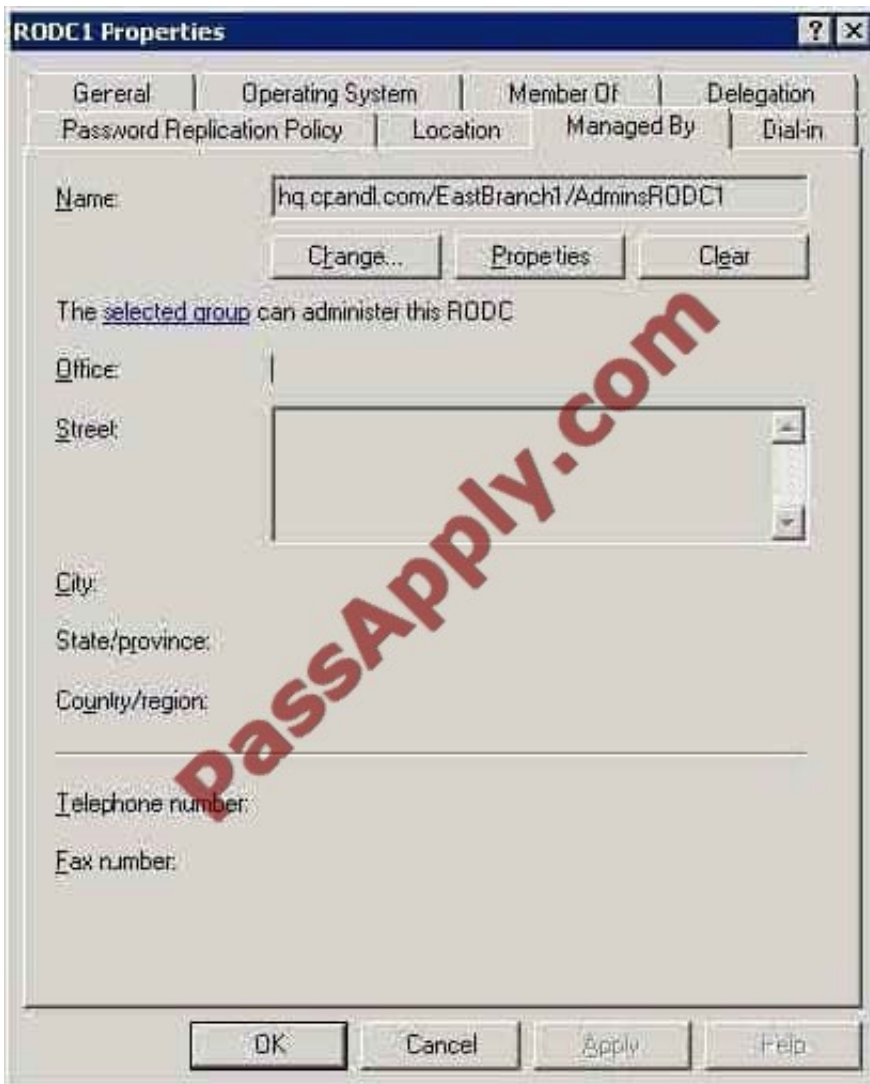 RODC1 Properties
General Operating System Member Of Delegation
Password Replication Policy Location Managed By Dial-in
Name: hq.cpandl.com/EastBranch1/AdminsRODC1
Change... Properties Clear
The selected group can administer this RODC
Office:
Street:
City:
State/province:
Country/region:
Telephone number:
Fax number:
OK Cancel Apply Help
PassApply.com